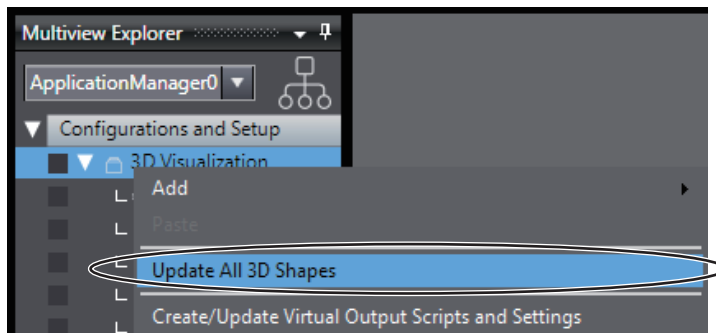 Multiview Explorer
ApplicationManager0
Configurations and Setup
3D Visualization
Add
Paste
Update All 3D Shapes
Create/Update Virtual Output Scripts and Settings